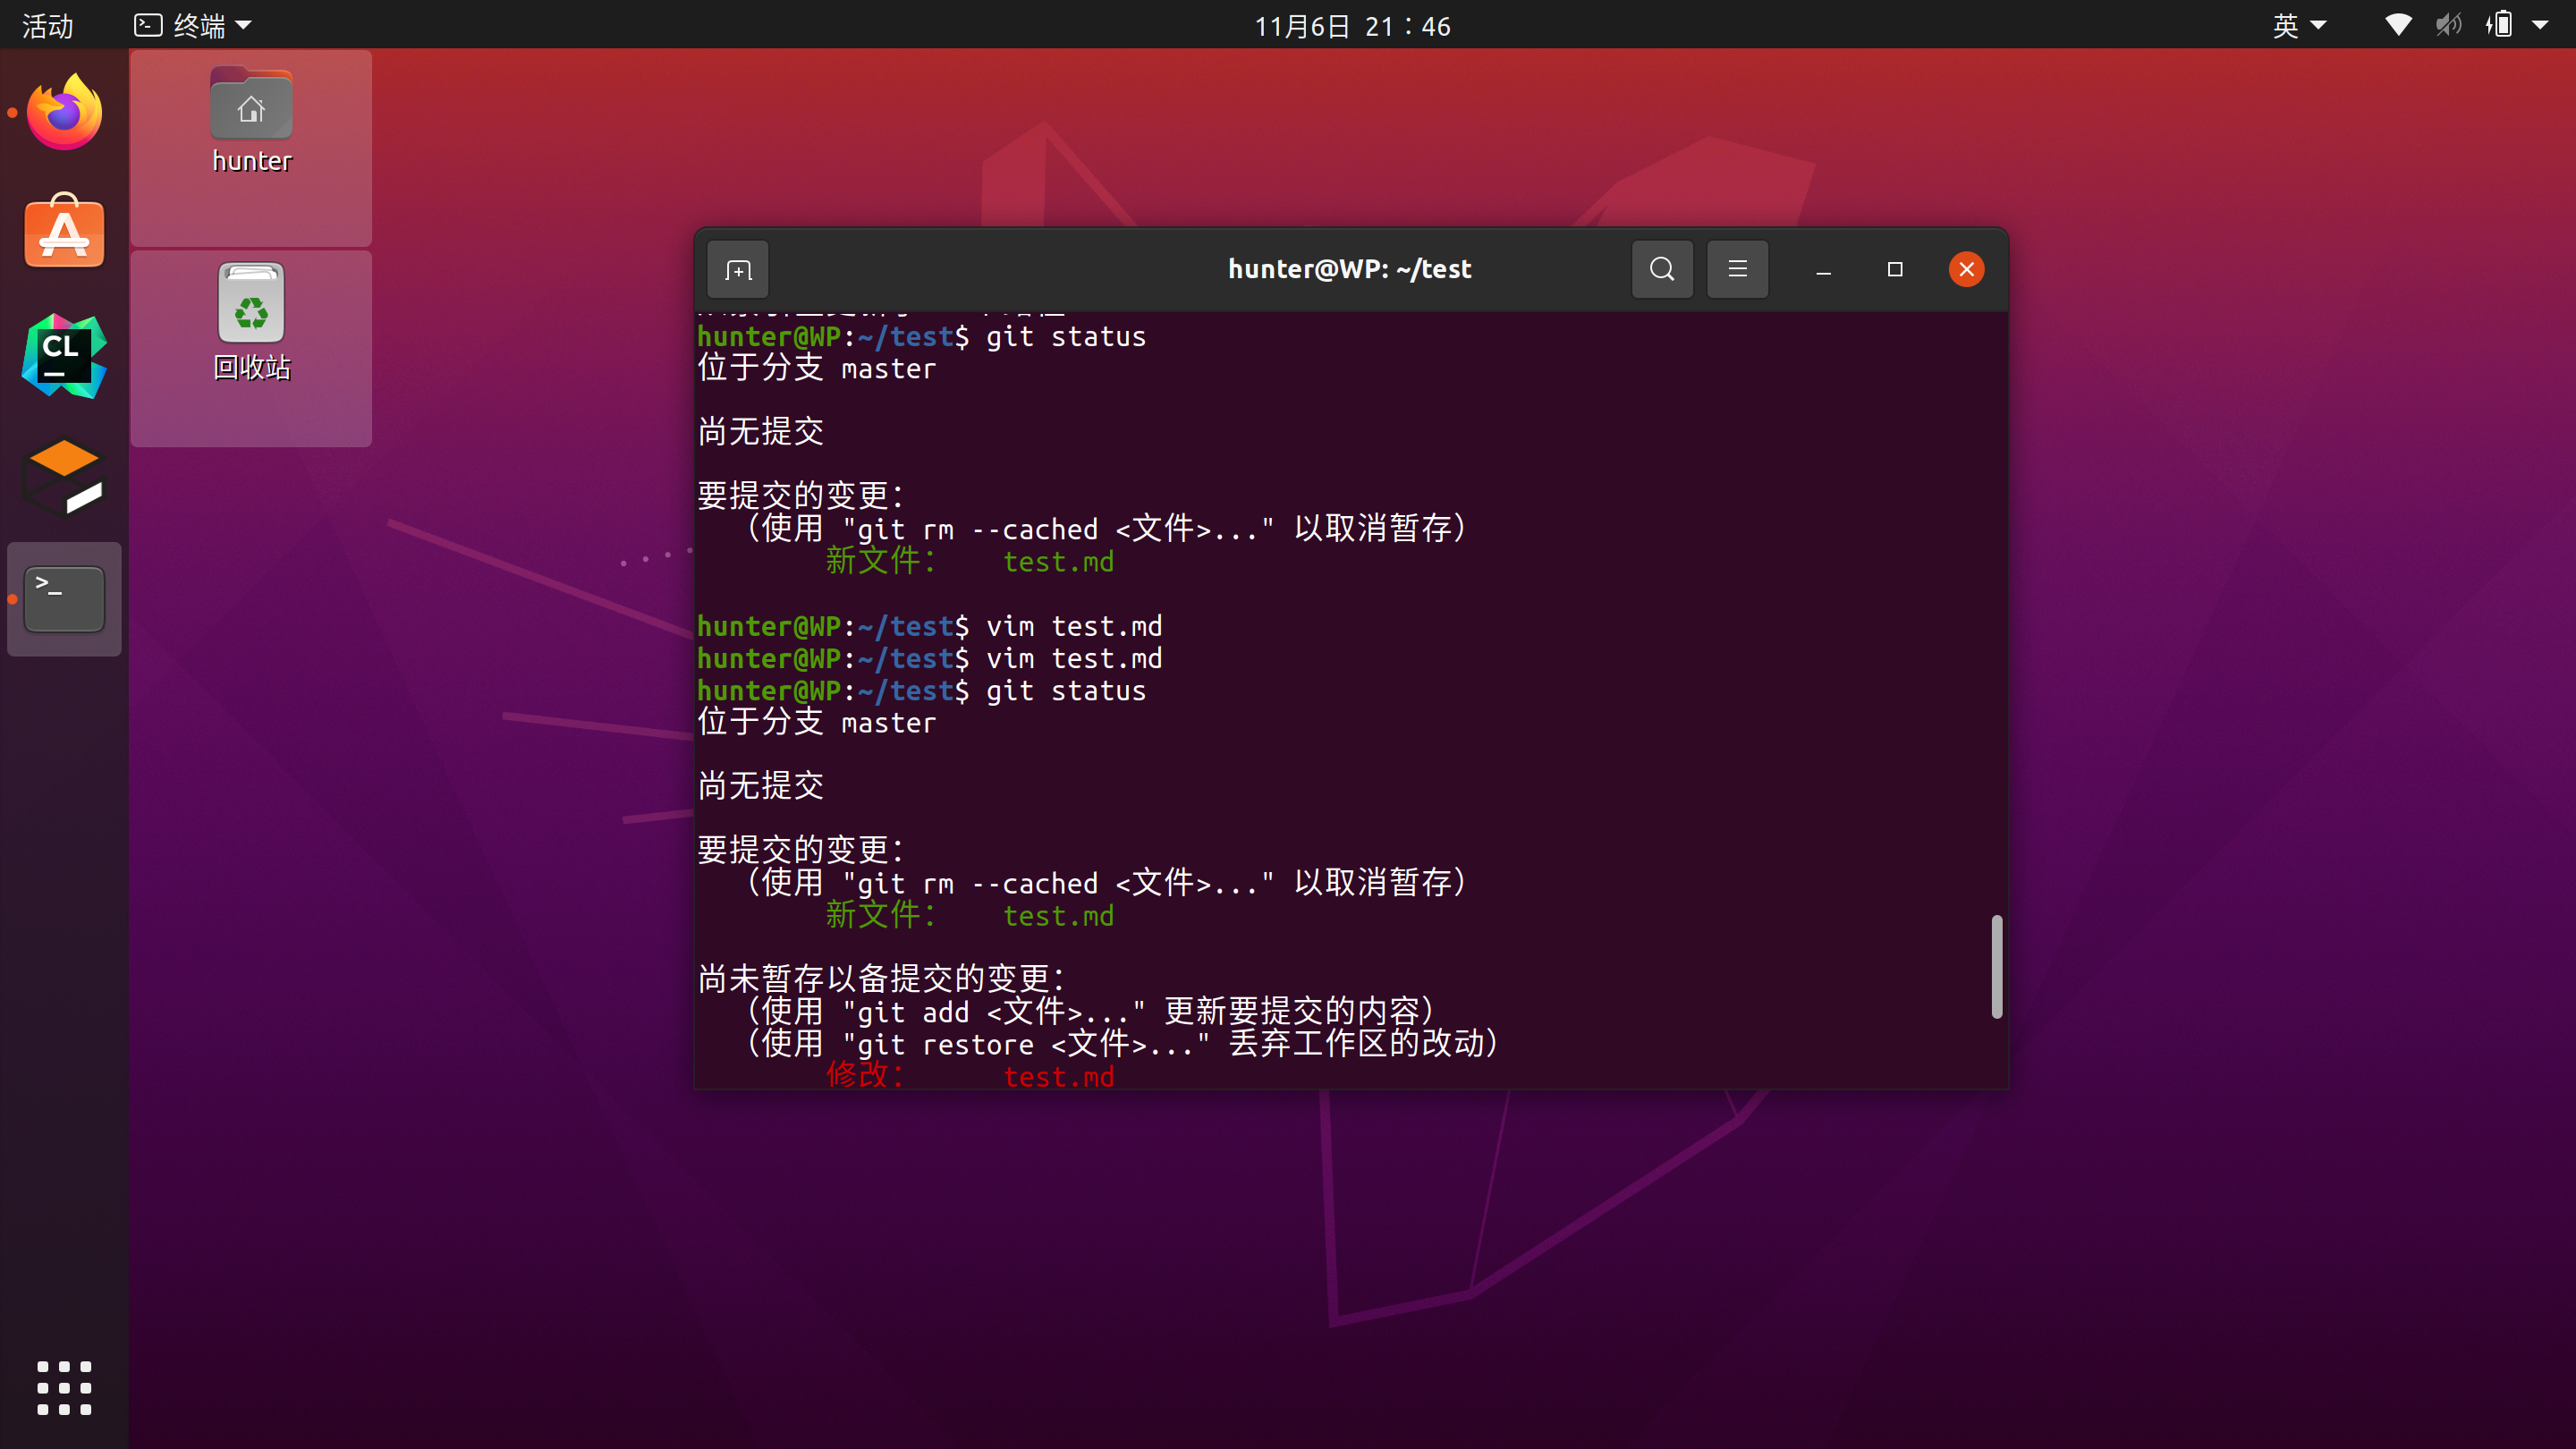 活动 终端 11月6日 21：46 英
hunter
回收站
CL
hunter@WP: ~/test
hunter@WP:~/test$ git status
位于分支 master
尚无提交
要提交的变更：
（使用 "git rm --cached <文件>..." 以取消暂存）
新文件： test.md
hunter@WP:~/test$ vim test.md
hunter@WP:~/test$ vim test.md
hunter@WP:~/test$ git status
位于分支 master
尚无提交
要提交的变更：
（使用 "git rm --cached <文件>..." 以取消暂存）
新文件： test.md
尚未暂存以备提交的变更：
（使用 "git add <文件>..." 更新要提交的内容）
（使用 "git restore <文件>..." 丢弃工作区的改动）
修改： test.md